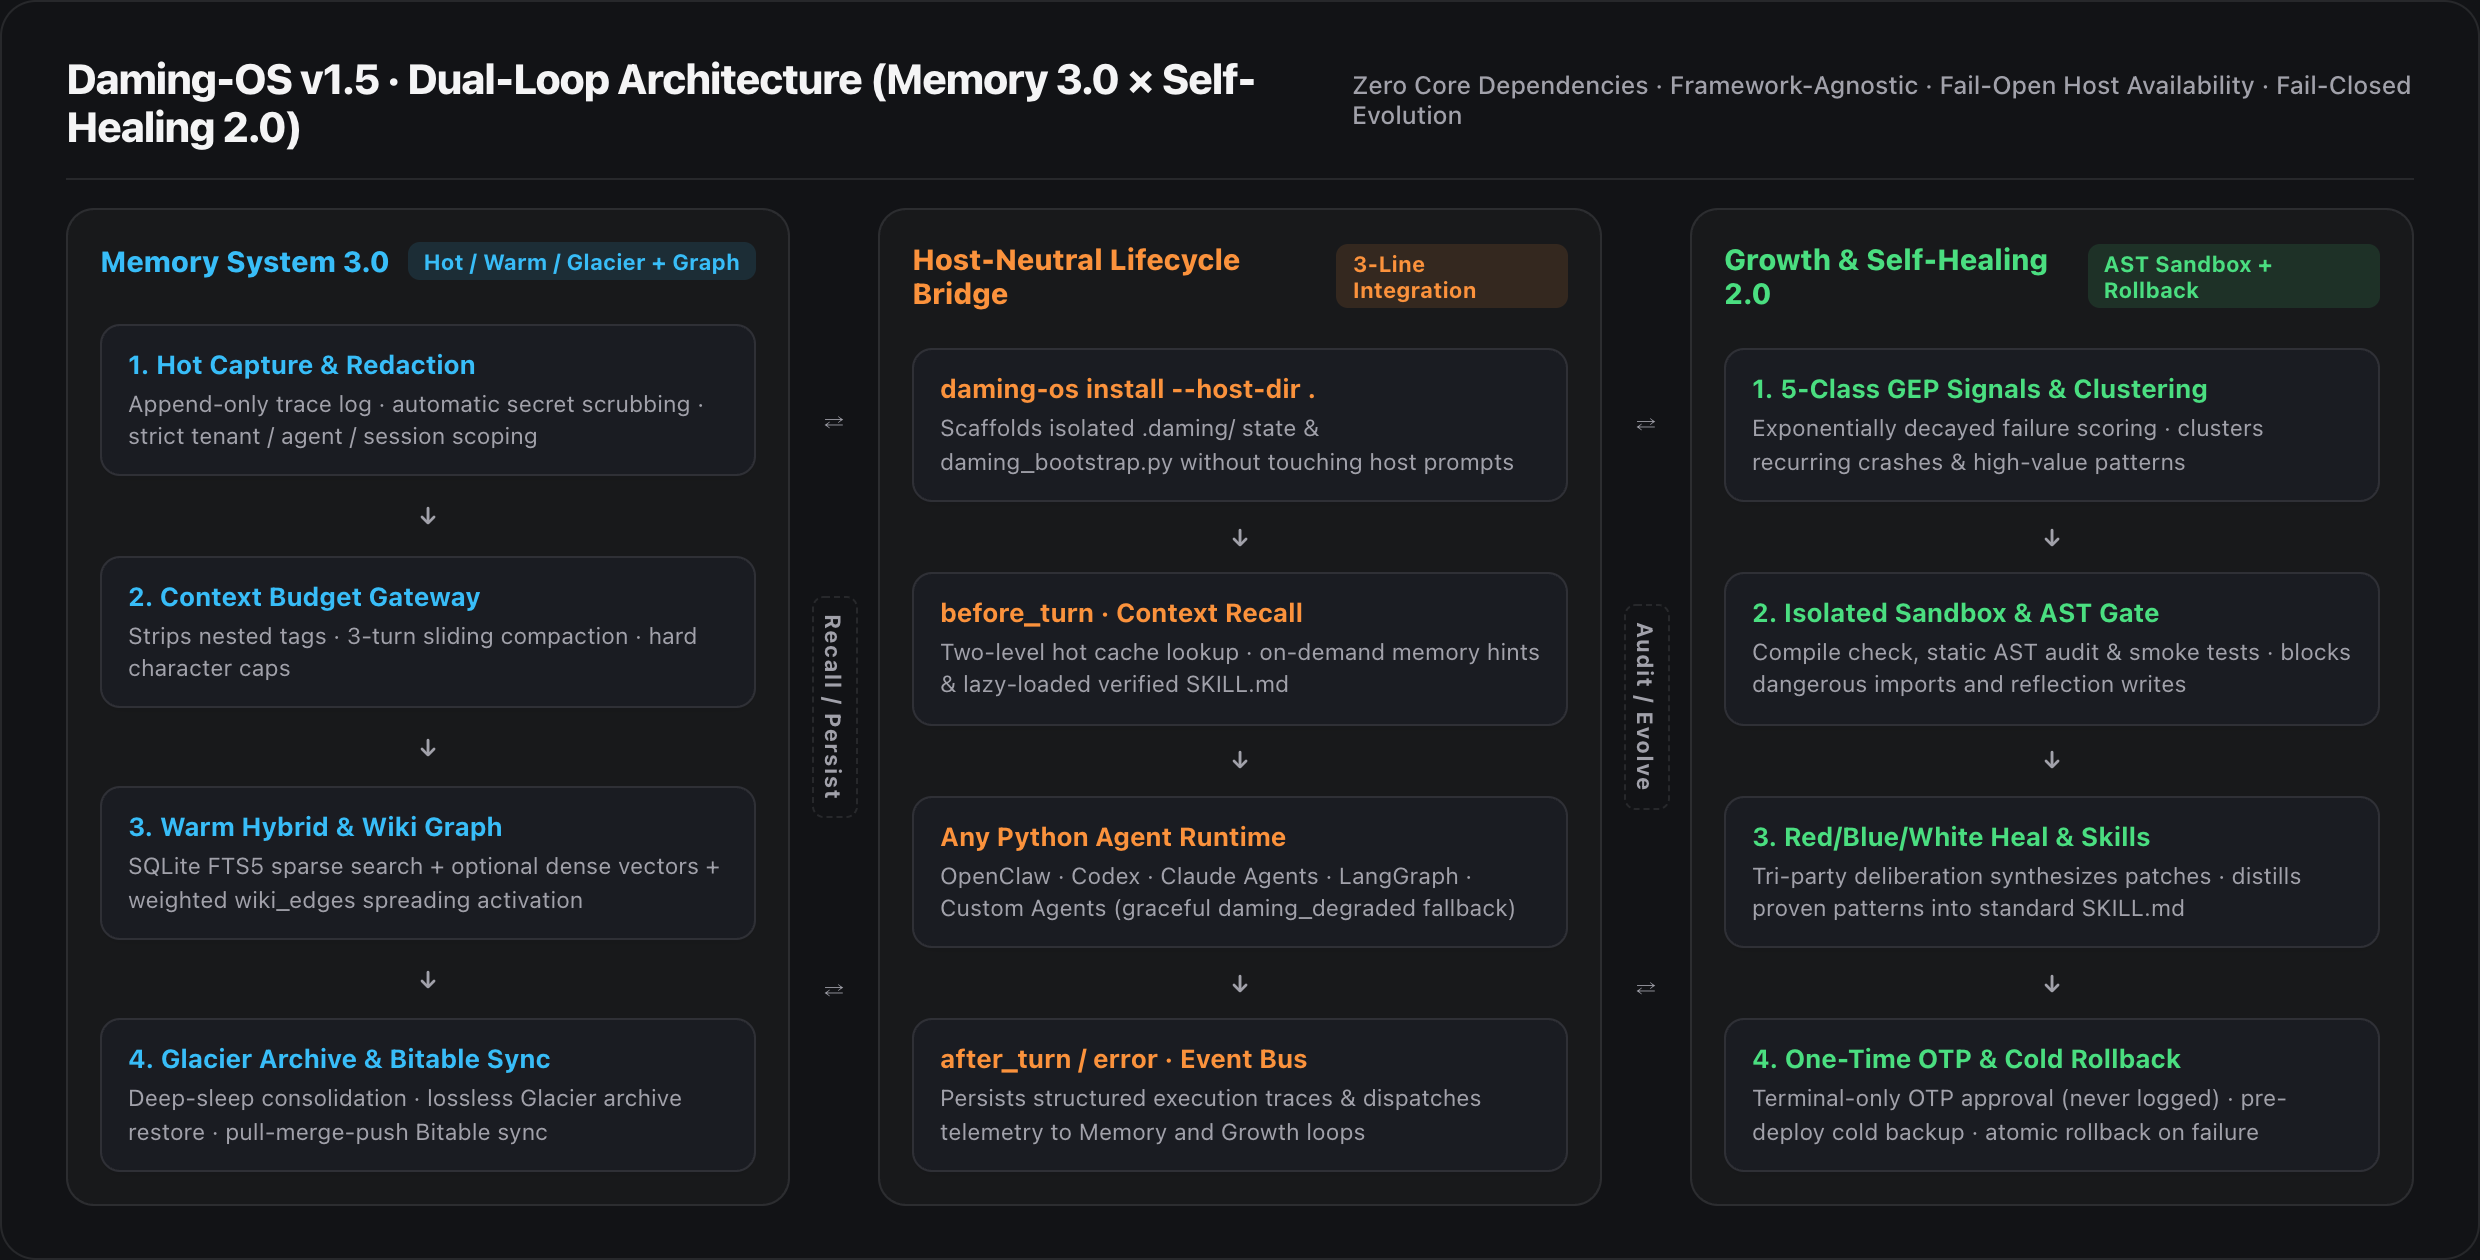 Daming-OS v1.5 · Dual-Loop Architecture (Memory 3.0 × Self-
Healing 2.0)
Zero Core Dependencies · Framework-Agnostic · Fail-Open Host Availability · Fail-Closed
Evolution
Memory System 3.0
Hot / Warm / Glacier + Graph
1. Hot Capture & Redaction
Append-only trace log · automatic secret scrubbing ·
strict tenant / agent / session scoping
↓
2. Context Budget Gateway
Strips nested tags · 3-turn sliding compaction · hard
character caps
↓
3. Warm Hybrid & Wiki Graph
SQLite FTS5 sparse search + optional dense vectors +
weighted wiki_edges spreading activation
↓
4. Glacier Archive & Bitable Sync
Deep-sleep consolidation · lossless Glacier archive
restore · pull-merge-push Bitable sync
⇄
Recall / Persist
⇄
Host-Neutral Lifecycle
Bridge
3-Line
Integration
daming-os install --host-dir .
Scaffolds isolated .daming/ state &
daming_bootstrap.py without touching host prompts
↓
before_turn · Context Recall
Two-level hot cache lookup · on-demand memory hints
& lazy-loaded verified SKILL.md
↓
Any Python Agent Runtime
OpenClaw · Codex · Claude Agents · LangGraph ·
Custom Agents (graceful daming_degraded fallback)
↓
after_turn / error · Event Bus
Persists structured execution traces & dispatches
telemetry to Memory and Growth loops
⇄
Audit / Evolve
⇄
Growth & Self-Healing
2.0
AST Sandbox +
Rollback
1. 5-Class GEP Signals & Clustering
Exponentially decayed failure scoring · clusters
recurring crashes & high-value patterns
↓
2. Isolated Sandbox & AST Gate
Compile check, static AST audit & smoke tests · blocks
dangerous imports and reflection writes
↓
3. Red/Blue/White Heal & Skills
Tri-party deliberation synthesizes patches · distills
proven patterns into standard SKILL.md
↓
4. One-Time OTP & Cold Rollback
Terminal-only OTP approval (never logged) · pre-
deploy cold backup · atomic rollback on failure